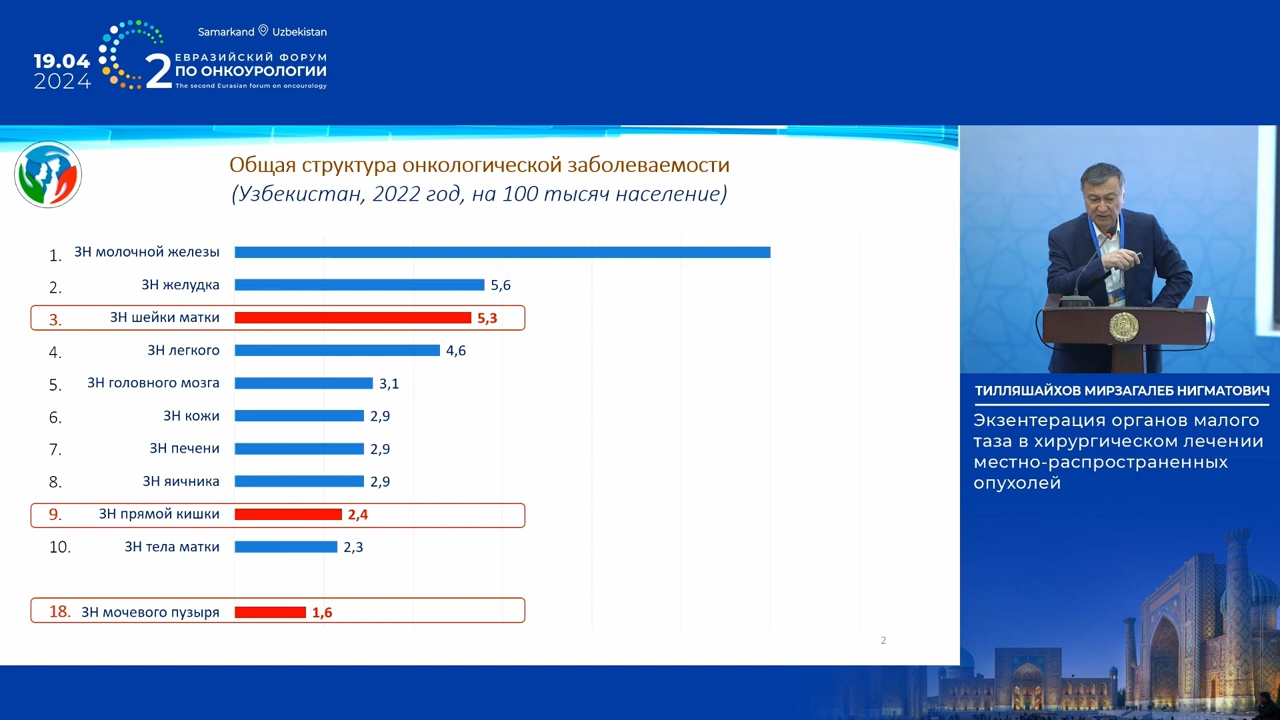 Samarkand Uzbekistan
19.04
2024
2
ЕВРАЗИЙСКИЙ ФОРУМ
ПО ОНКОУРОЛОГИИ
The second Eurasian forum on oncourology
Общая структура онкологической заболеваемости
(Узбекистан, 2022 год, на 100 тысяч население)
1. ЗН молочной железы
2. ЗН желудка 5,6
3. ЗН шейки матки 5,3
4. ЗН легкого 4,6
5. ЗН головного мозга 3,1
6. ЗН кожи 2,9
7. ЗН печени 2,9
8. ЗН яичника 2,9
9. ЗН прямой кишки 2,4
10. ЗН тела матки 2,3
18. ЗН мочевого пузыря 1,6
2
ТИЛЛЯШАЙХОВ МИРЗАГАЛЕБ НИГМАТОВИЧ
Экзентерация органов малого
таза в хирургическом лечении
местно-распространенных
опухолей